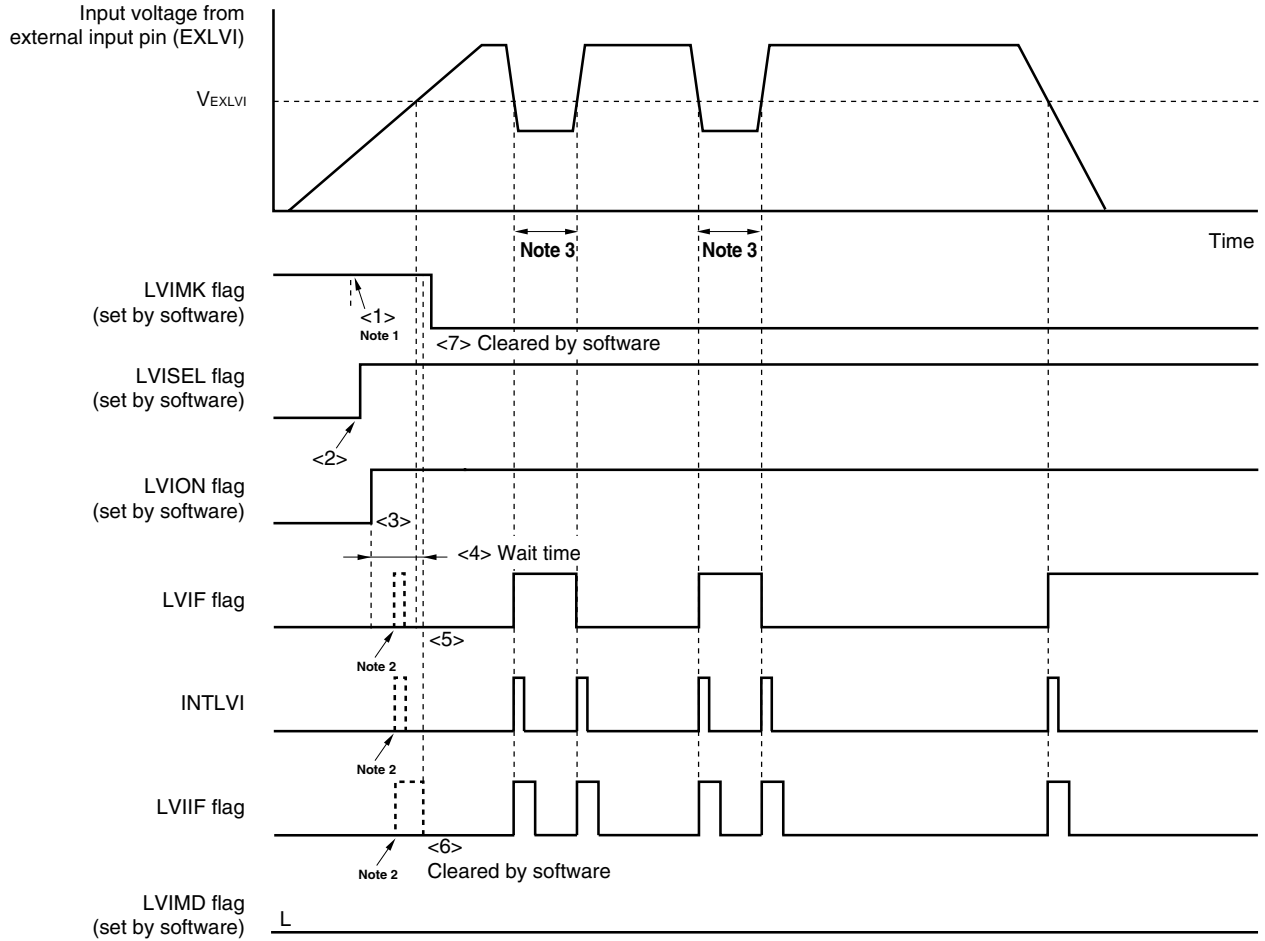 Input voltage from
external input pin (EXLVI)
VEXLVI
Note 3
Note 3
Time
LVIMK flag
(set by software)
<1>
Note 1
<7> Cleared by software
LVISEL flag
(set by software)
<2>
LVION flag
(set by software)
<3>
<4> Wait time
LVIF flag
<5>
Note 2
INTLVI
Note 2
LVIIF flag
<6>
Note 2
Cleared by software
LVIMD flag
(set by software)
L